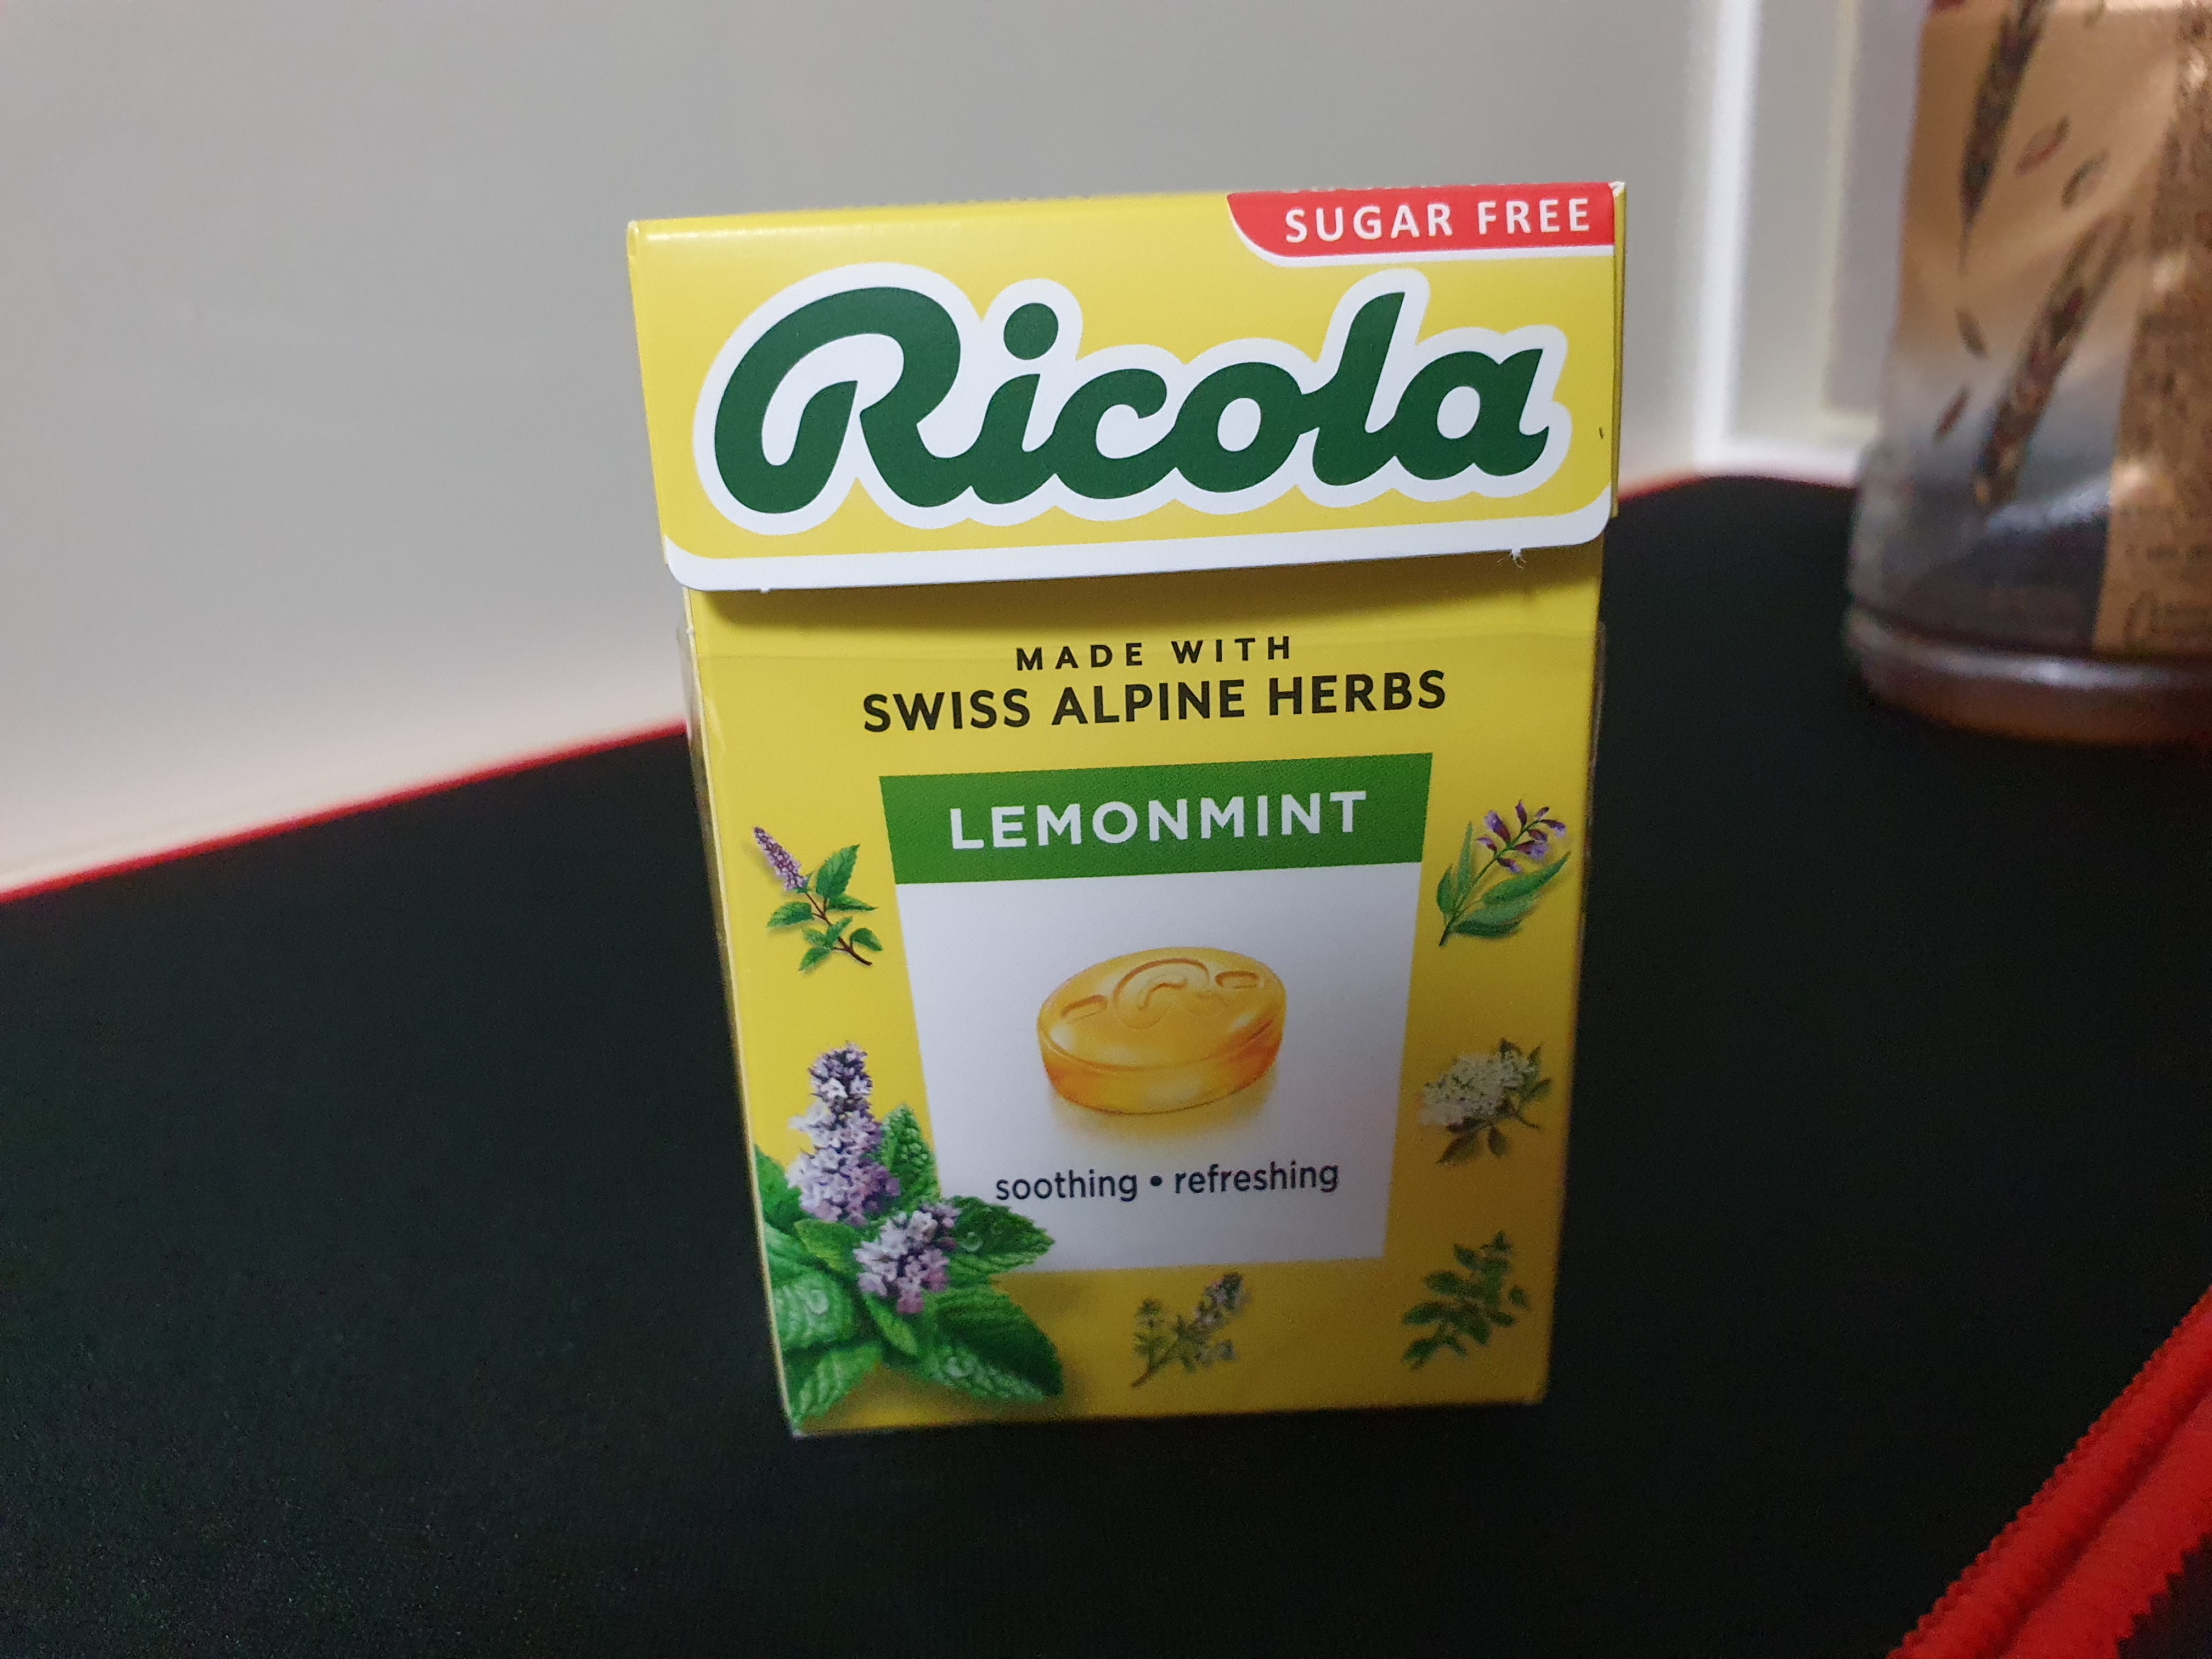 SUGAR FREE
Ricola
MADE WITH
SWISS ALPINE HERBS
LEMONMINT
soothing • refreshing